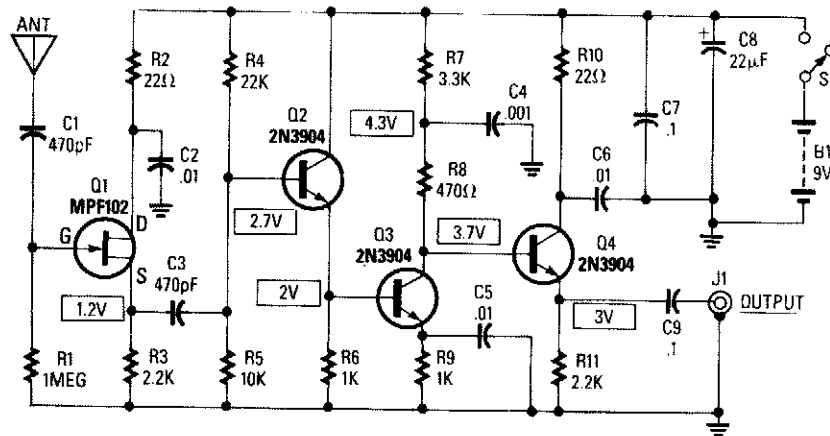 ANT
C1
470pF
Q1
MPF102
G
D
S
1.2V
R1
1MEG
R2
22Ω
C2
.01
C3
470pF
R3
2.2K
R4
22K
R5
10K
Q2
2N3904
2.7V
2V
R6
1K
R7
3.3K
4.3V
C4
.001
R8
470Ω
3.7V
Q3
2N3904
C5
.01
R9
1K
R10
22Ω
C6
.01
Q4
2N3904
3V
R11
2.2K
C7
.1
+
C8
22μF
S
B1
9V
C9
.1
J1
OUTPUT